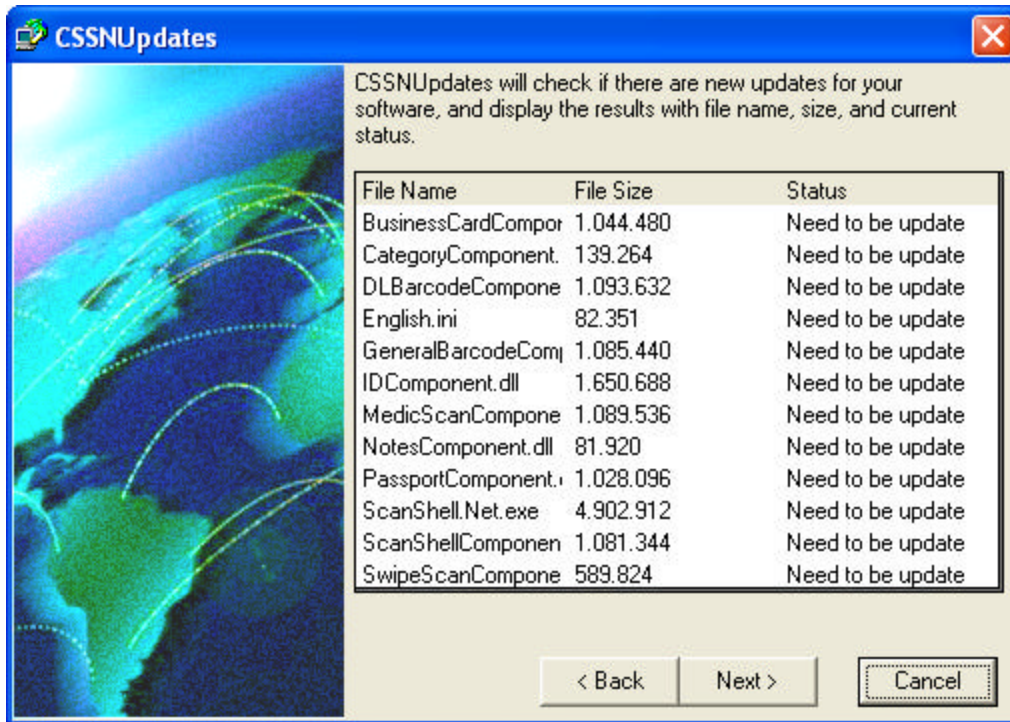 CSSNUpdates
CSSNUpdates will check if there are new updates for your
software, and display the results with file name, size, and current
status.
File Name File Size Status
BusinessCardCompor 1.044.480 Need to be update
CategoryComponent. 139.264 Need to be update
DLBarcodeCompone 1.093.632 Need to be update
English.ini 82.351 Need to be update
GeneralBarcodeComp 1.085.440 Need to be update
IDComponent.dll 1.650.688 Need to be update
MedicScanCompone 1.089.536 Need to be update
NotesComponent.dll 81.920 Need to be update
PassportComponent. 1.028.096 Need to be update
ScanShell.Net.exe 4.902.912 Need to be update
ScanShellComponen 1.081.344 Need to be update
SwipeScanCompone 589.824 Need to be update
< Back Next > Cancel